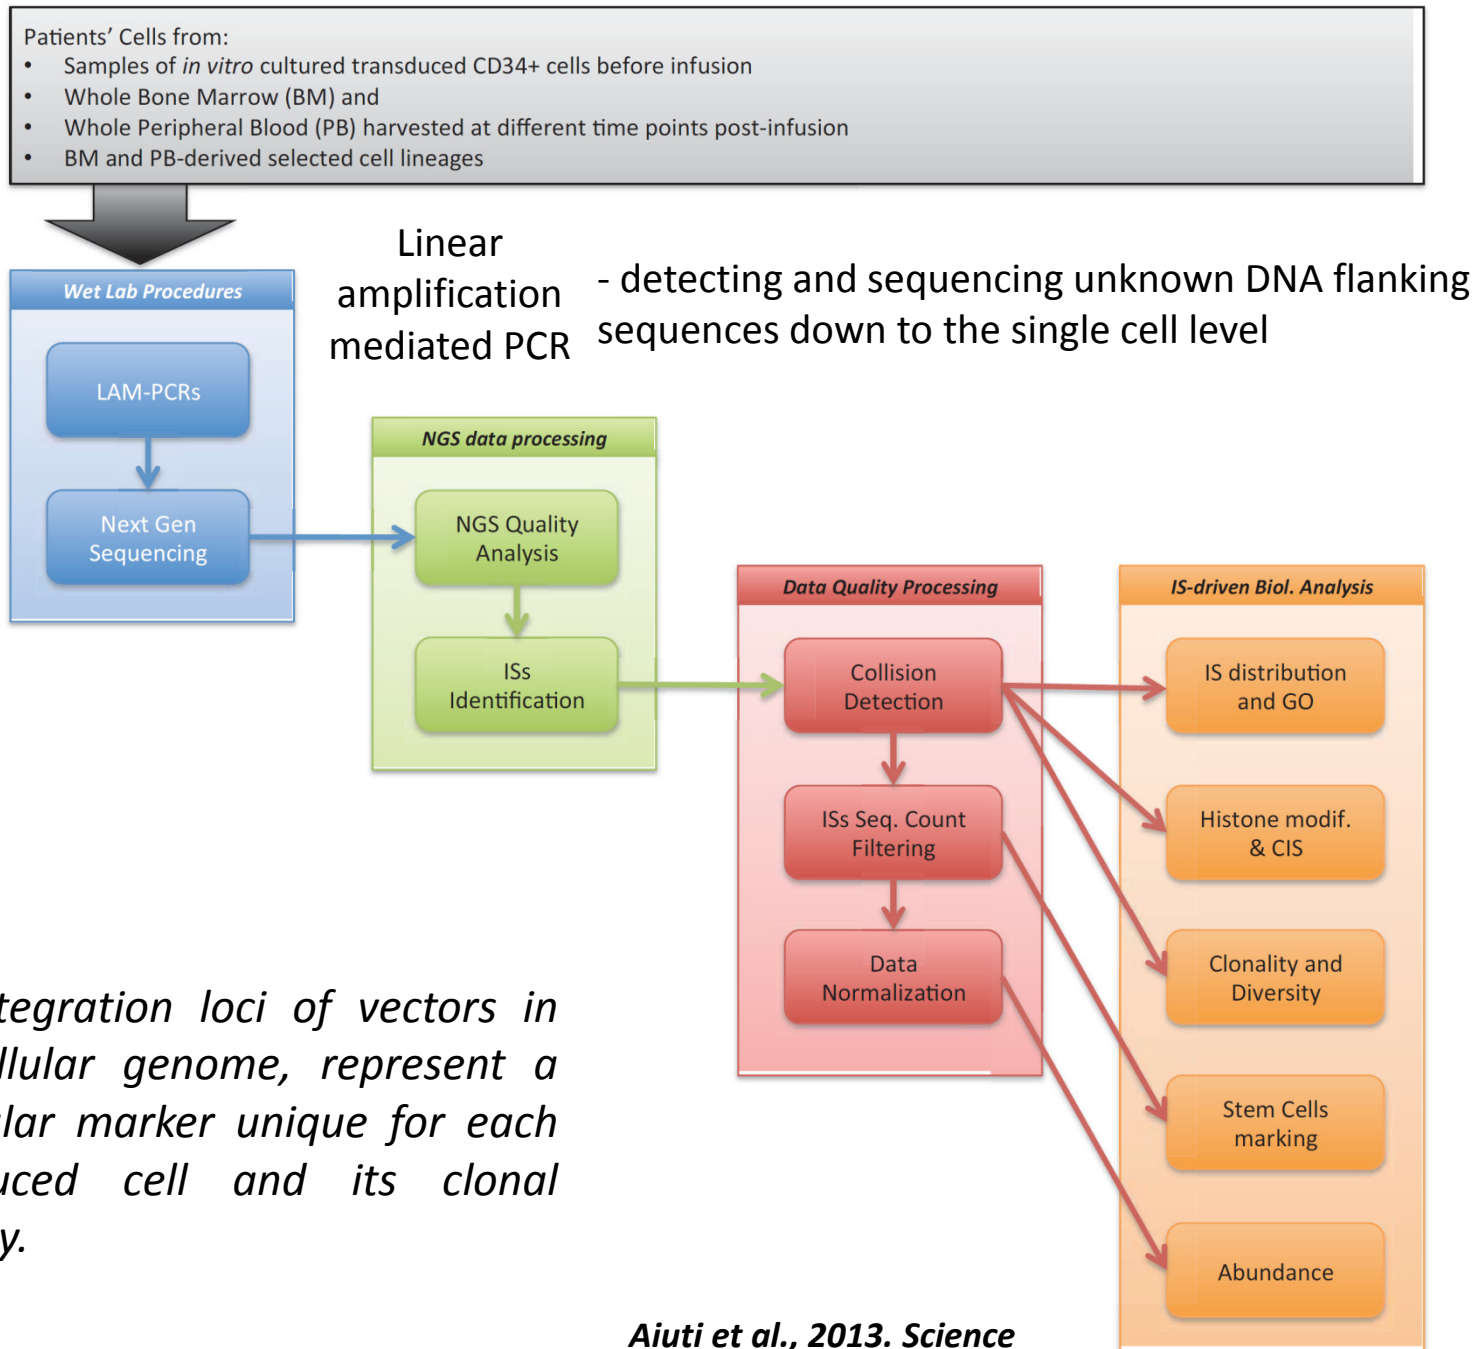 Patients' Cells from:
• Samples of in vitro cultured transduced CD34+ cells before infusion
• Whole Bone Marrow (BM) and
• Whole Peripheral Blood (PB) harvested at different time points post-infusion
• BM and PB-derived selected cell lineages
Linear
amplification
mediated PCR
- detecting and sequencing unknown DNA flanking
sequences down to the single cell level
Wet Lab Procedures
LAM-PCRs
Next Gen
Sequencing
NGS data processing
NGS Quality
Analysis
ISs
Identification
Data Quality Processing
Collision
Detection
ISs Seq. Count
Filtering
Data
Normalization
IS-driven Biol. Analysis
IS distribution
and GO
Histone modif.
& CIS
Clonality and
Diversity
Stem Cells
marking
Abundance
tegration loci of vectors in
llular genome, represent a
lar marker unique for each
uced cell and its clonal
y.
Aiuti et al., 2013. Science